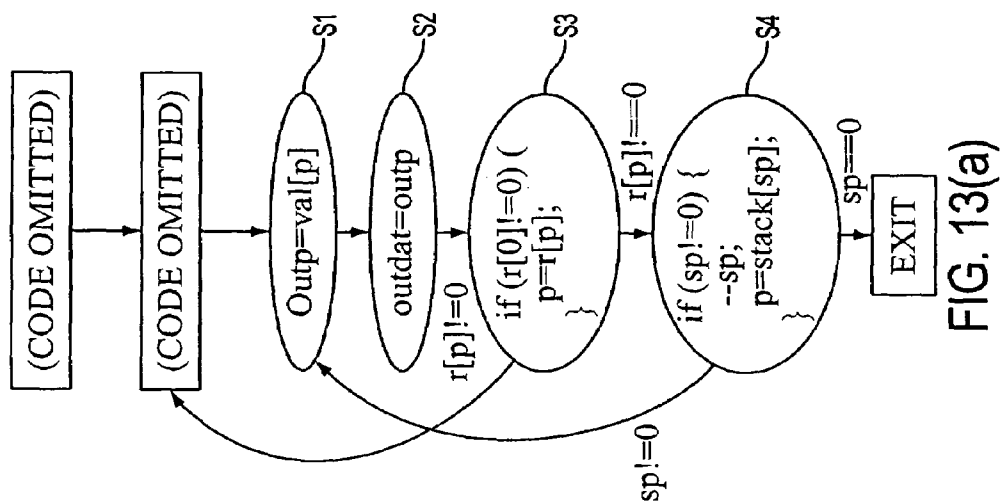 (CODE OMITTED)
(CODE OMITTED)
Outp=val[p]
S1
outdat=outp
S2
r[p]!=0
if (r[0]!=0) (
p=r[p];
}
S3
r[p]!==0
if (sp!=0) {
--sp;
p=stack[sp];
}
S4
sp!=0
sp==0
EXIT
FIG. 13(a)